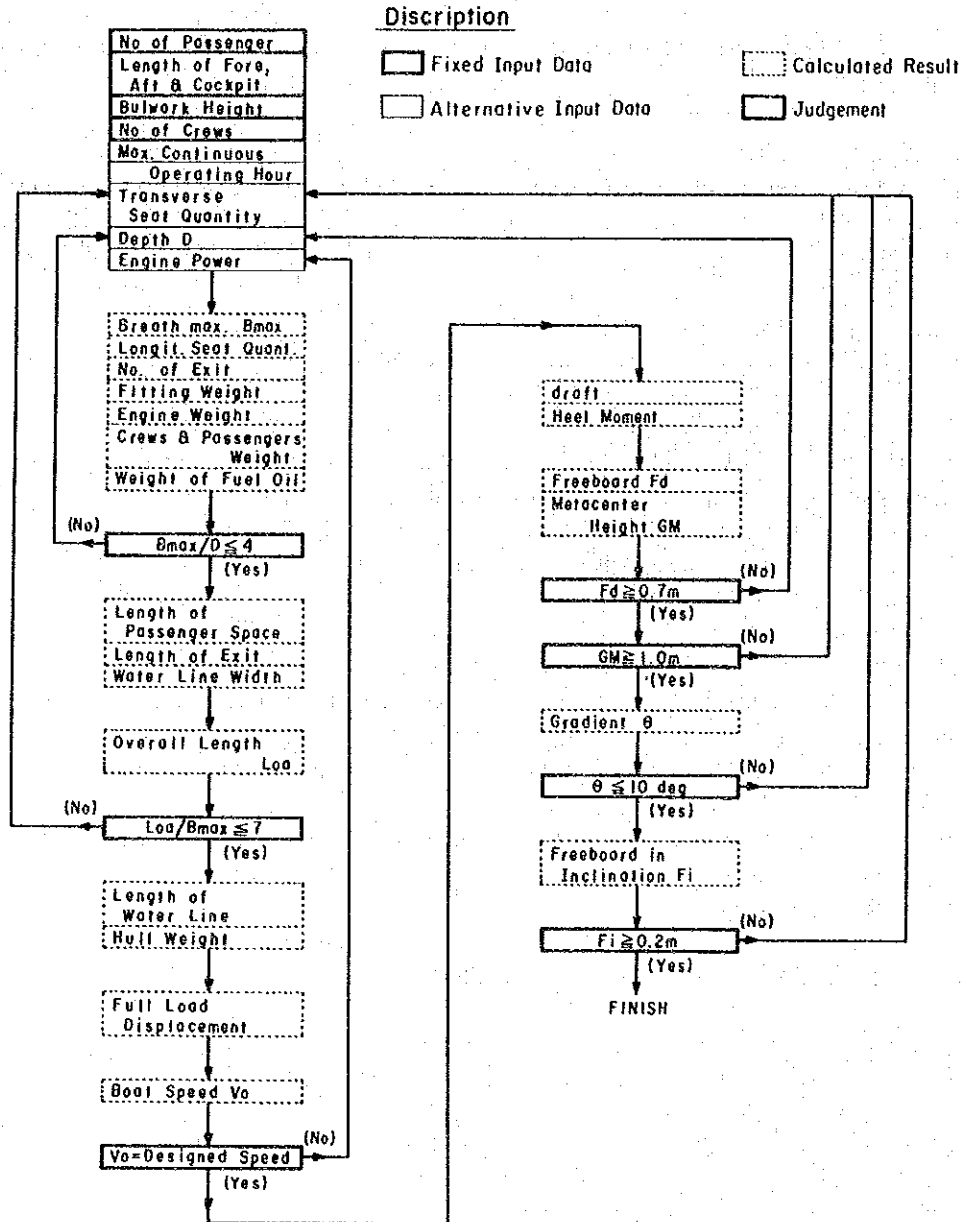 Discription
Fixed Input Data
Calculated Result
Alternative Input Data
Judgement
No of Passenger
Length of Fore,
Aft & Cockpit
Bulwork Height
No of Crews
Max. Continuous
Operating Hour
Transverse
Seat Quantity
Depth D
Engine Power
Breath max. Bmax
Longit. Seat Quant.
No. of Exit
Fitting Weight
Engine Weight
Crews & Passengers
Weight
Weight of Fuel Oil
(No)
Bmax/D ≦ 4
(Yes)
Length of
Passenger Space
Length of Exit
Water Line Width
Overall Length
Loa
(No)
Loa/Bmax ≦ 7
(Yes)
Length of
Water Line
Hull Weight
Full Load
Displacement
Boat Speed Vo
(No)
Vo=Designed Speed
(Yes)
draft
Heel Moment
Freeboard Fd
Metacenter
Height GM
(No)
Fd ≧ 0.7m
(Yes)
(No)
GM ≧ 1.0m
(Yes)
Gradient θ
(No)
θ ≦ 10 deg
(Yes)
Freeboard in
Inclination Fi
(No)
Fi ≧ 0.2m
(Yes)
FINISH